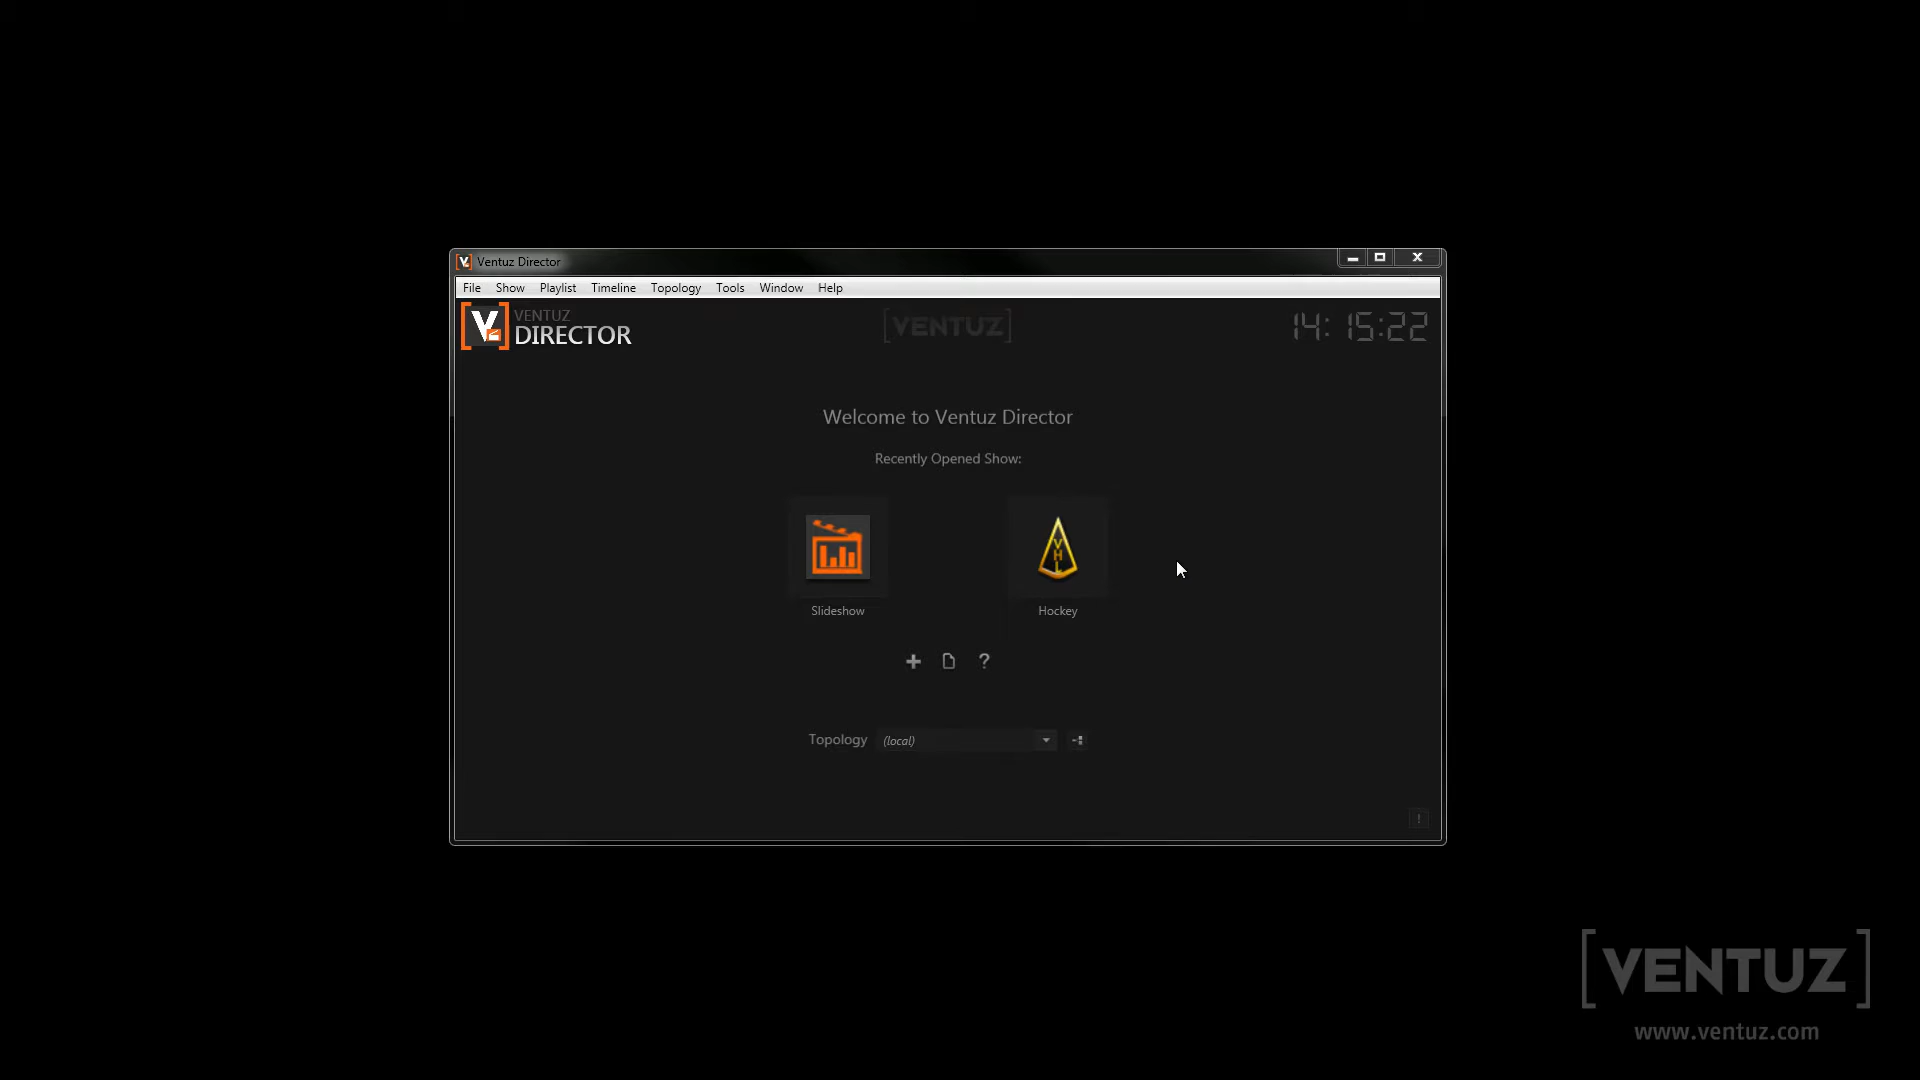 Ventuz Director
File Show Playlist Timeline Topology Tools Window Help
VENTUZ
DIRECTOR
[VENTUZ]
14:15:22
Welcome to Ventuz Director
Recently Opened Show:
VHL
Slideshow
Hockey
?
Topology (local)
!
[VENTUZ]
www.ventuz.com